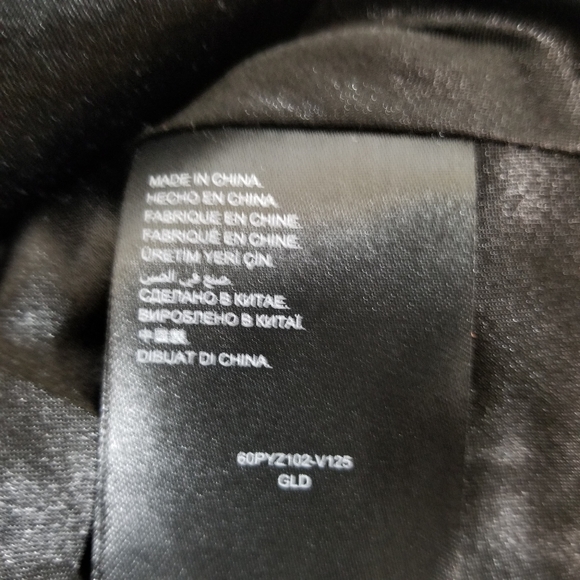 MADE IN CHINA.
HECHO EN CHINA.
FABRIQUE EN CHINE.
FABRIQUÉ EN CHINE.
ÜRETIM YERİ ÇİN.
صنع في الصين.
СДЕЛАНО В КИТАЕ.
ВИРОБЛЕНО В КИТАЇ.
中國製.
DIBUAT DI CHINA.
60PYZ102-V125
GLD